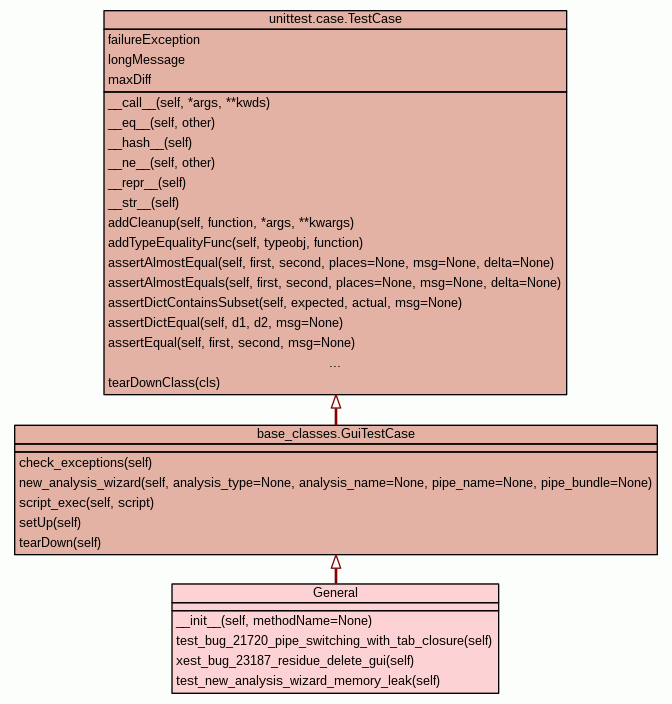 unittest.case.TestCase
failureException
longMessage
maxDiff
__call__(self, *args, **kwds)
__eq__(self, other)
__hash__(self)
__ne__(self, other)
__repr__(self)
__str__(self)
addCleanup(self, function, *args, **kwargs)
addTypeEqualityFunc(self, typeobj, function)
assertAlmostEqual(self, first, second, places=None, msg=None, delta=None)
assertAlmostEquals(self, first, second, places=None, msg=None, delta=None)
assertDictContainsSubset(self, expected, actual, msg=None)
assertDictEqual(self, d1, d2, msg=None)
assertEqual(self, first, second, msg=None)
...
tearDownClass(cls)
base_classes.GuiTestCase
check_exceptions(self)
new_analysis_wizard(self, analysis_type=None, analysis_name=None, pipe_name=None, pipe_bundle=None)
script_exec(self, script)
setUp(self)
tearDown(self)
General
__init__(self, methodName=None)
test_bug_21720_pipe_switching_with_tab_closure(self)
xest_bug_23187_residue_delete_gui(self)
test_new_analysis_wizard_memory_leak(self)